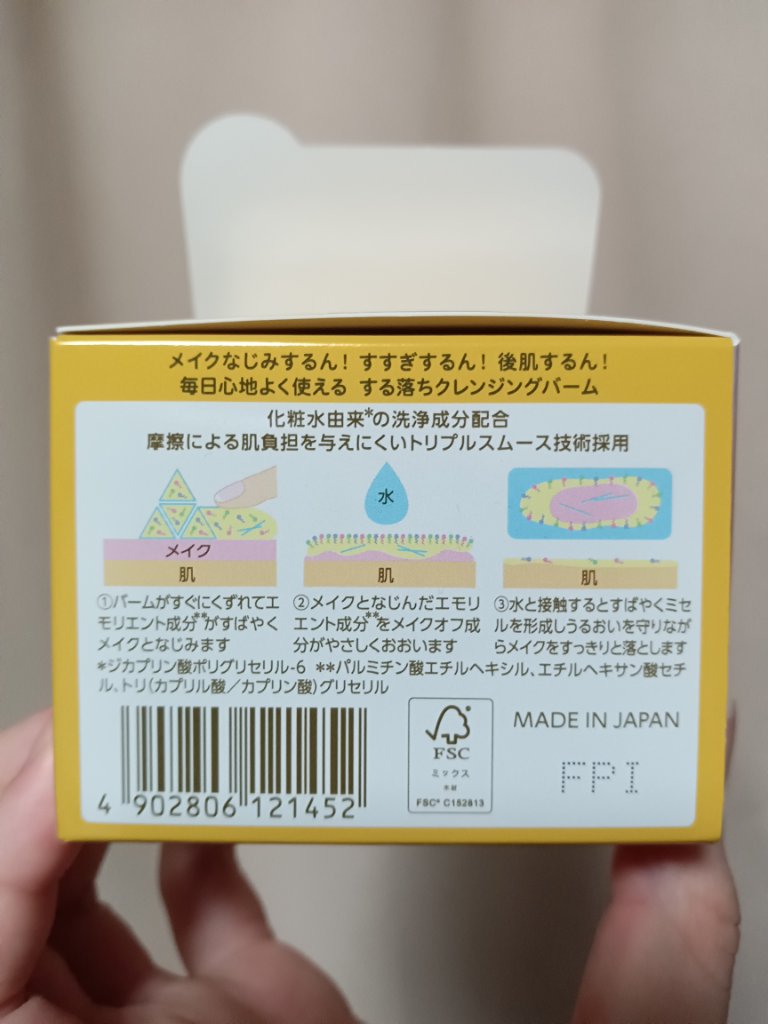 メイクなじみするん! すすぎするん! 後肌するん!
毎日心地よく使える する落ちクレンジングバーム
化粧水由来*の洗浄成分配合
摩擦による肌負担を与えにくいトリプルスムース技術採用
メイク
肌
①バームがすぐにくずれてエ
モリエント成分**がすばやく
メイクとなじみます
水
肌
②メイクとなじんだエモリ
エント成分**をメイクオフ成
分がやさしくおおいます
肌
③水と接触するとすばやくミセ
ルを形成しうるおいを守りなが
らメイクをすっきりと落とします
*ジカプリン酸ポリグリセリル-6 **パルミチン酸エチルヘキシル、エチルヘキサン酸セチ
ル、トリ(カプリル酸/カプリン酸)グリセリル
4 902806 121452
FSC
ミックス
木材
FSC® C152813
MADE IN JAPAN
FPI